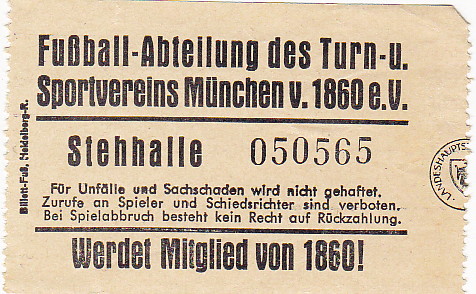 Fußball-Abteilung des Turn-u.
Sportvereins München v. 1860 e.V.
Stehhalle 050565
Für Unfälle und Sachschaden wird nicht gehaftet.
Zurufe an Spieler und Schiedsrichter sind verboten.
Bei Spielabbruch besteht kein Recht auf Rückzahlung.
Werdet Mitglied von 1860!
Billett-Fuß, Heidelberg-R.
LANDESHAUPTS